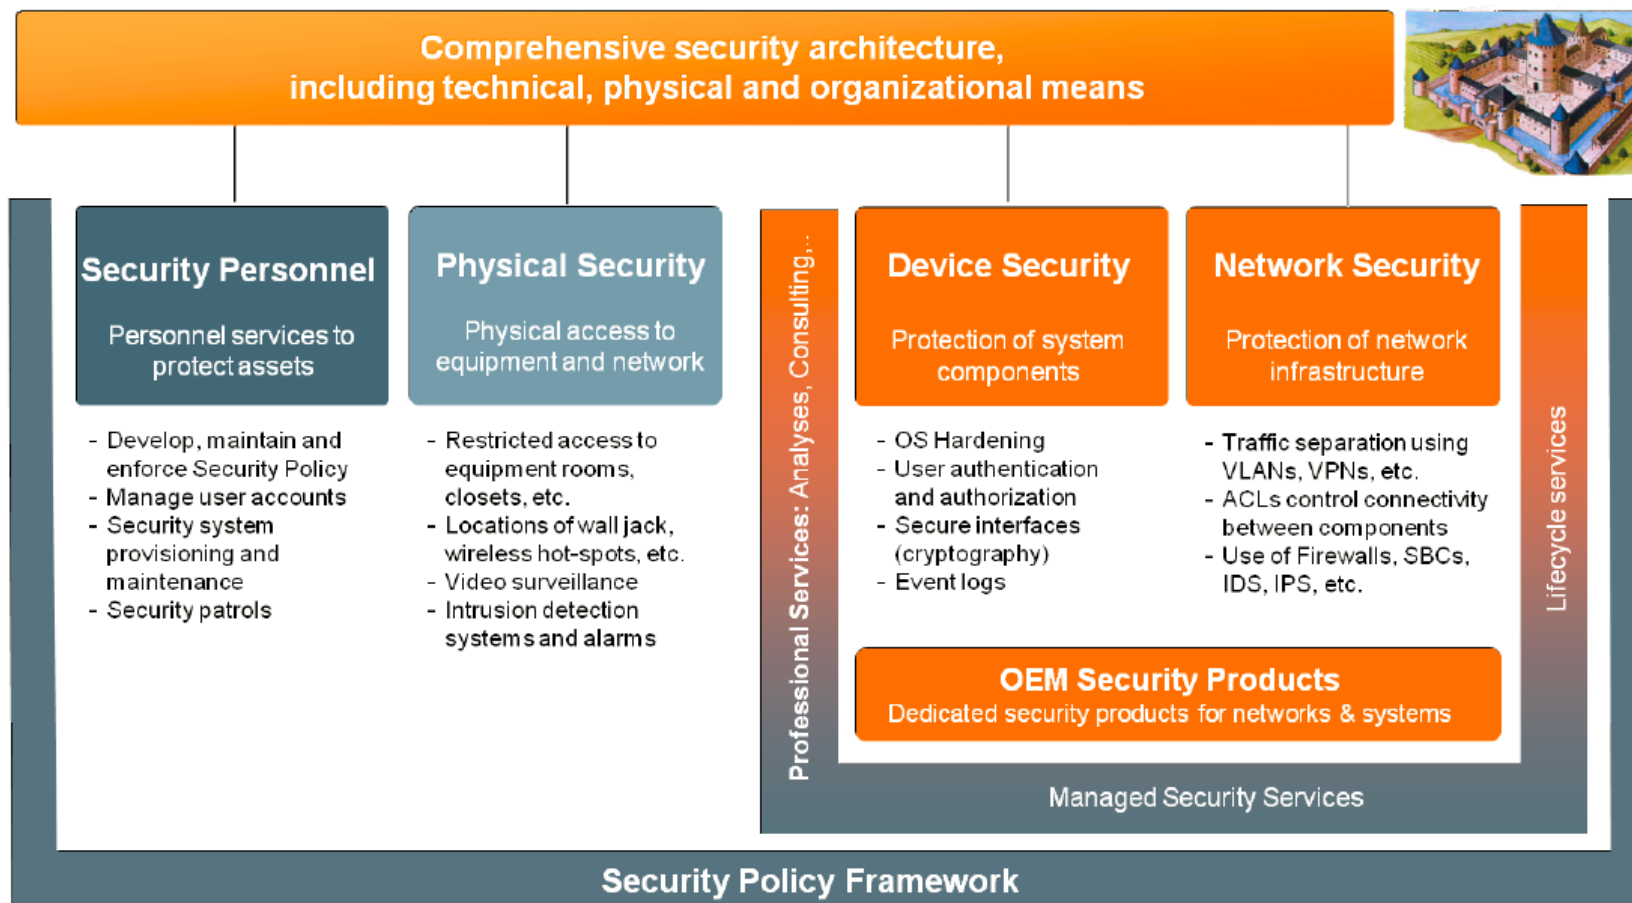 Comprehensive security architecture,
including technical, physical and organizational means
Security Personnel
Personnel services to
protect assets
- Develop, maintain and
enforce Security Policy
- Manage user accounts
- Security system
provisioning and
maintenance
- Security patrols
Physical Security
Physical access to
equipment and network
- Restricted access to
equipment rooms,
closets, etc.
- Locations of wall jack,
wireless hot-spots, etc.
- Video surveillance
- Intrusion detection
systems and alarms
Professional Services: Analyses, Consulting,..
Device Security
Protection of system
components
- OS Hardening
- User authentication
and authorization
- Secure interfaces
(cryptography)
- Event logs
Network Security
Protection of network
infrastructure
- Traffic separation using
VLANs, VPNs, etc.
- ACLs control connectivity
between components
- Use of Firewalls, SBCs,
IDS, IPS, etc.
OEM Security Products
Dedicated security products for networks & systems
Lifecycle services
Managed Security Services
Security Policy Framework